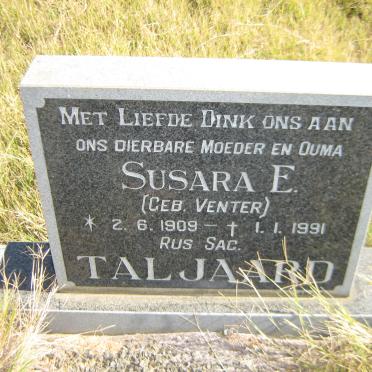 MET LIEFDE DINK ONS AAN
ONS DIERBARE MOEDER EN OUMA
SUSARA E.
(GEB. VENTER)
* 2.6.1909 – † 1.1.1991
RUS SAG.
TALJAARD